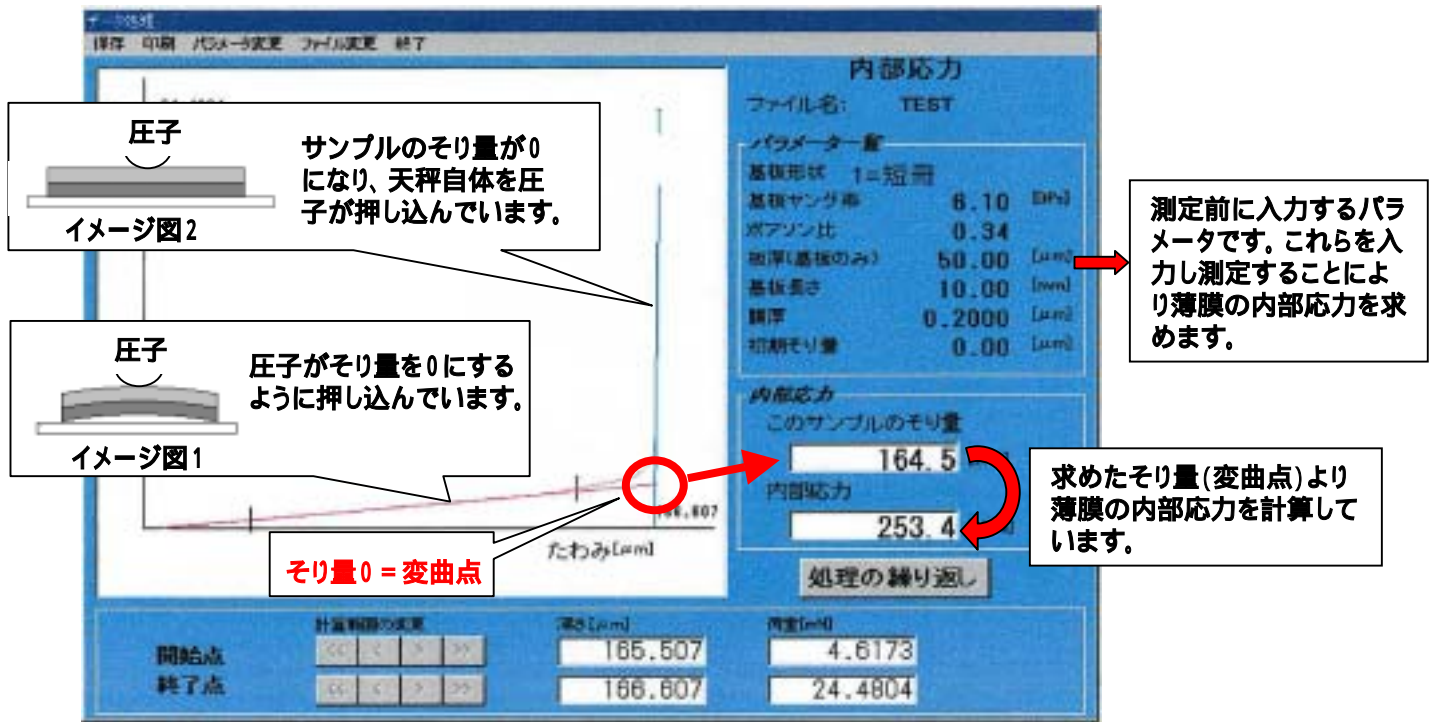 データ処理
保存 印刷 パラメータ変更 ファイル変更 終了
圧子
サンプルのそり量が0
になり、天秤自体を圧
子が押し込んでいます。
イメージ図2
圧子
圧子がそり量を0にする
ように押し込んでいます。
イメージ図1
そり量0=変曲点
たわみ[μm]
内部応力
ファイル名: TEST
パラメーター覧
基板形状 1=短冊
基板ヤング率 6.10 [GPa]
ポアソン比 0.34
板厚(基板のみ) 50.00 [μm]
基板長さ 10.00 [mm]
膜厚 0.2000 [μm]
初期そり量 0.00 [μm]
測定前に入力するパラ
メータです。これらを入
力し測定することによ
り薄膜の内部応力を求
めます。
内部応力
このサンプルのそり量
164.5
内部応力
253.4
求めたそり量(変曲点)より
薄膜の内部応力を計算して
います。
処理の繰り返し
計算範囲の変更 深さ[μm] 荷重[mN]
開始点 << < > >> 165.507 4.6173
終了点 << < > >> 166.607 24.4804